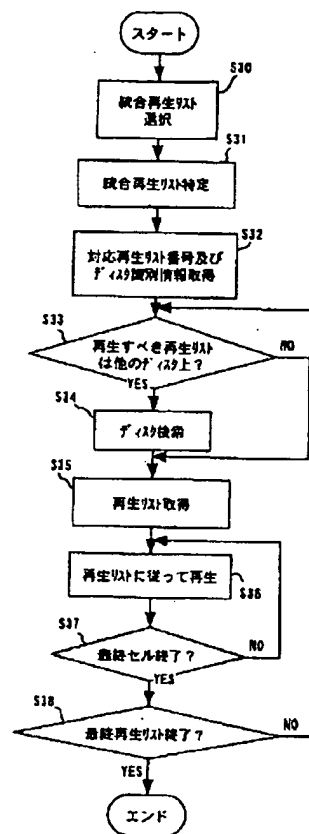 スタート
S30
統合再生リスト
選択
S31
統合再生リスト特定
S32
対応再生リスト番号及び
ディスク識別情報取得
S33
再生すべき再生リスト
は他のディスク上?
NO
YES
S34
ディスク検索
S35
再生リスト取得
再生リストに従って再生
S36
S37
最終セル終了?
NO
YES
S38
最終再生リスト終了?
NO
YES
エンド